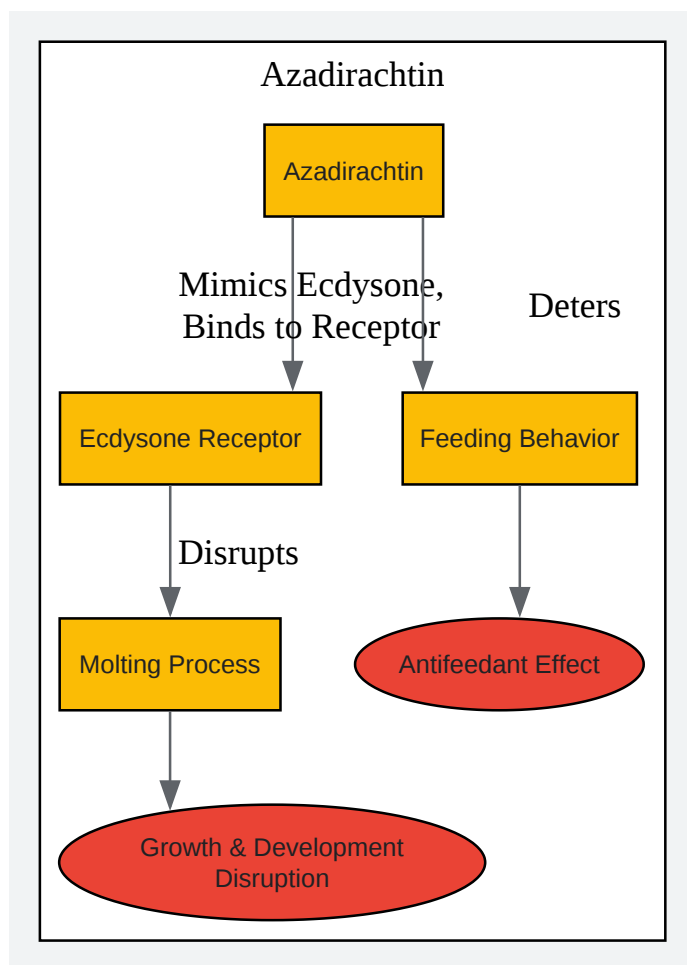 Azadirachtin
Azadirachtin
Mimics Ecdysone,
Binds to Receptor
Deters
Ecdysone Receptor
Feeding Behavior
Disrupts
Molting Process
Antifeedant Effect
Growth & Development
Disruption